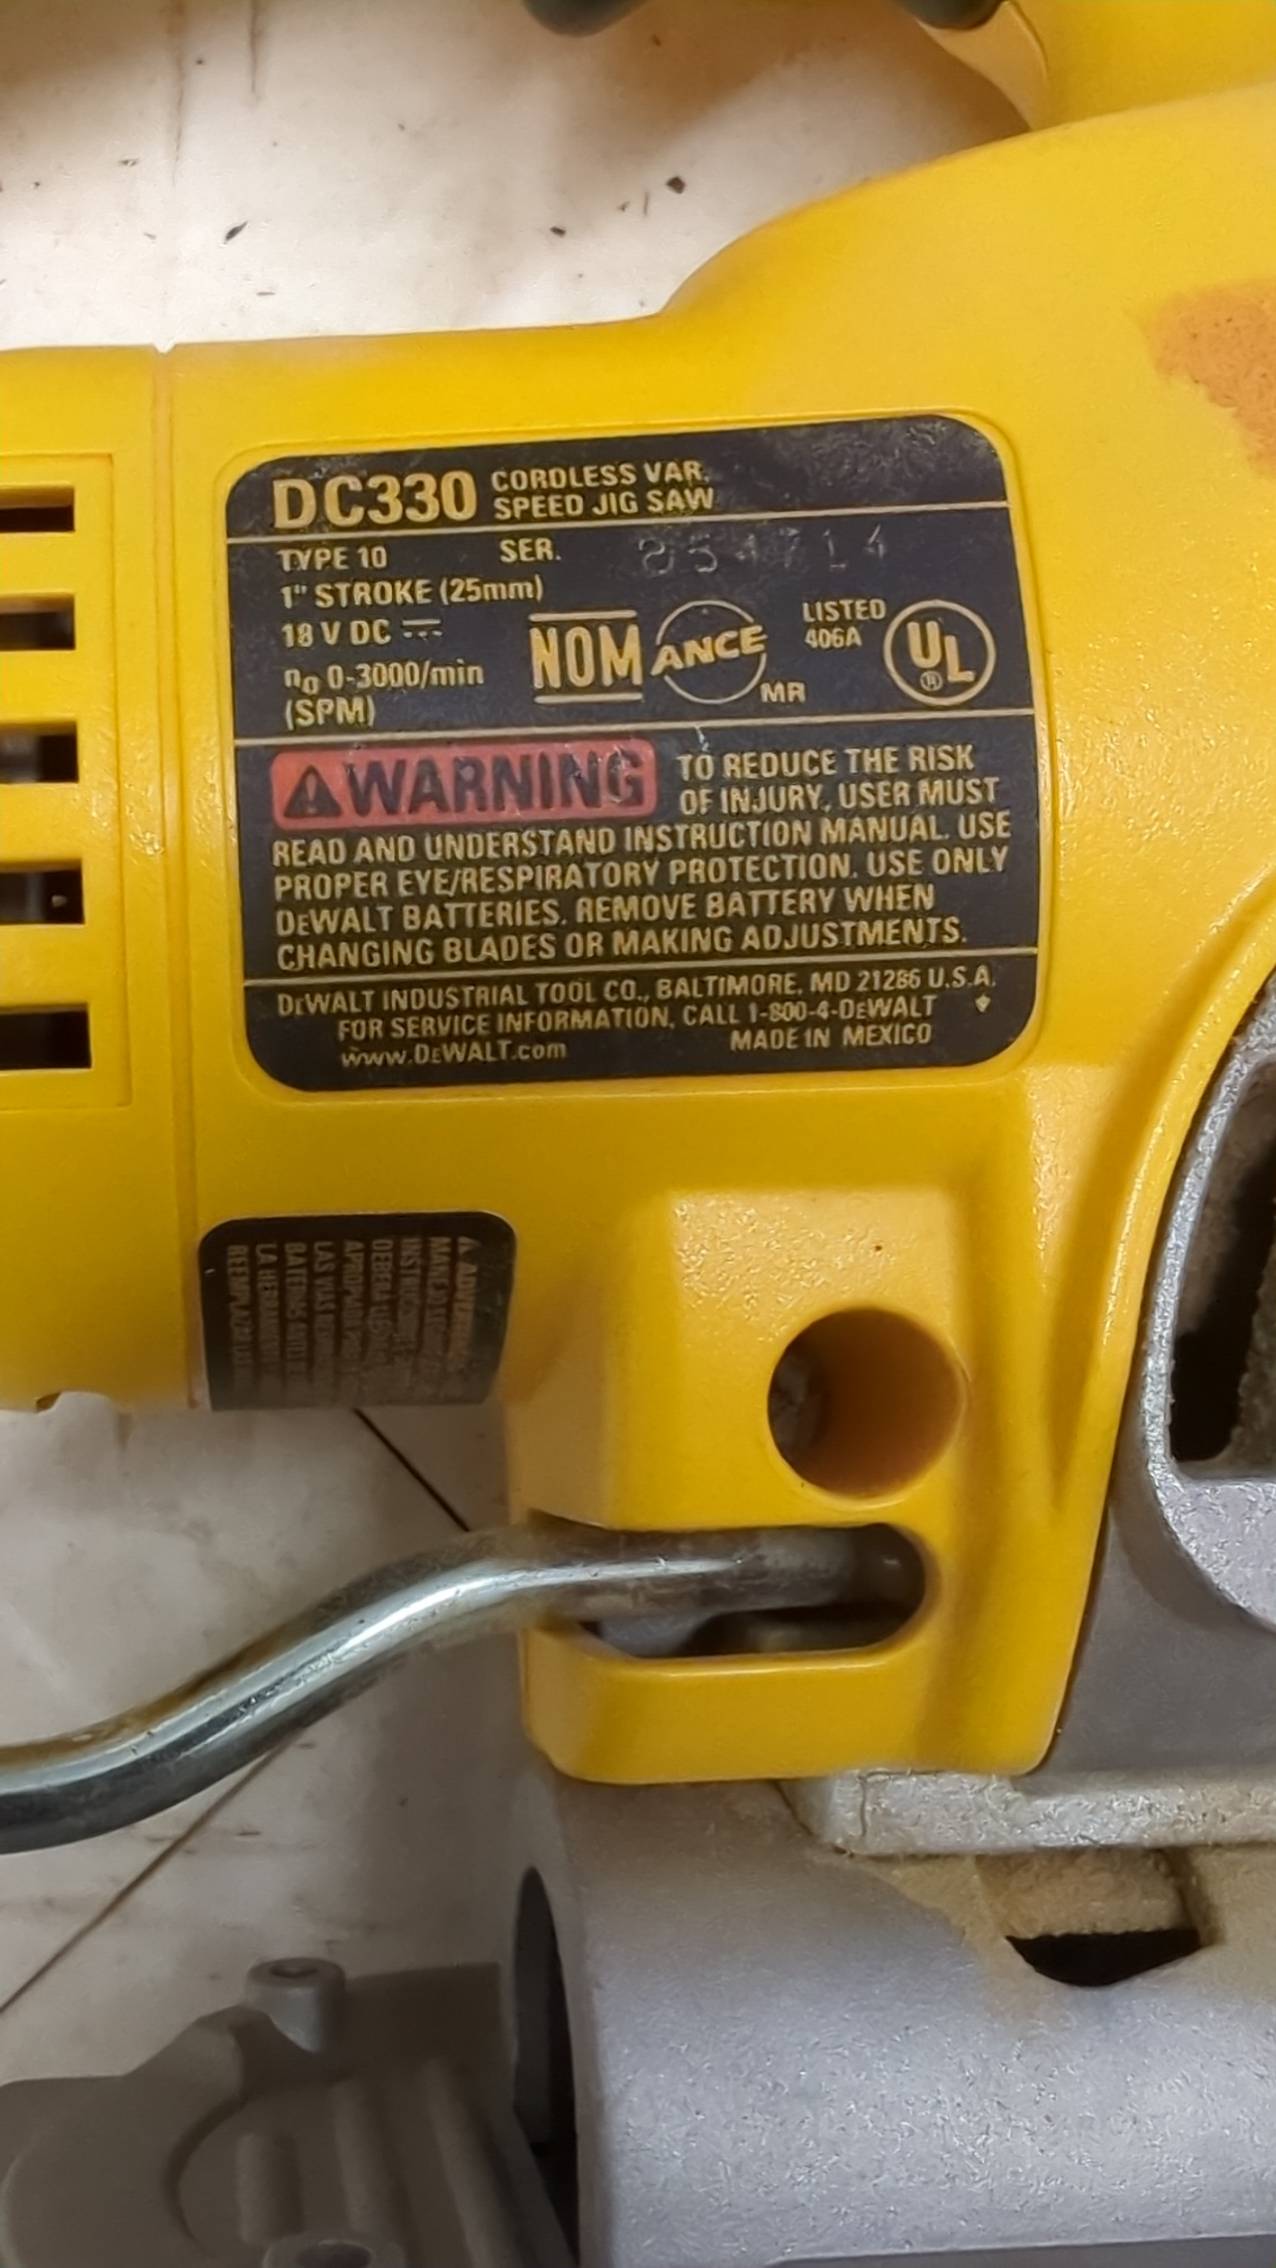 DC330 CORDLESS VAR.
SPEED JIG SAW
TYPE 10 SER. 854714
1" STROKE (25mm)
18 V DC
NOM ANCE MR
LISTED
406A
UL ®
n₀ 0-3000/min
(SPM)
WARNING TO REDUCE THE RISK
OF INJURY, USER MUST
READ AND UNDERSTAND INSTRUCTION MANUAL. USE
PROPER EYE/RESPIRATORY PROTECTION. USE ONLY
DEWALT BATTERIES. REMOVE BATTERY WHEN
CHANGING BLADES OR MAKING ADJUSTMENTS.
DEWALT INDUSTRIAL TOOL CO., BALTIMORE, MD 21286 U.S.A.
FOR SERVICE INFORMATION, CALL 1-800-4-DEWALT
www.DEWALT.com MADE IN MEXICO